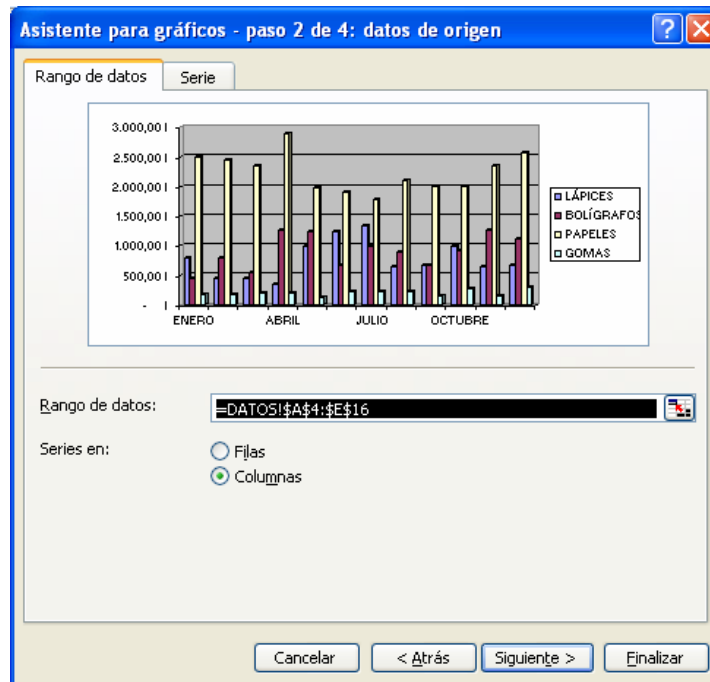 Asistente para gráficos - paso 2 de 4: datos de origen
Rango de datos
Serie
3.000,00 l
2.500,00 l
2.000,00 l
1.500,00 l
1.000,00 l
500,00 l
- l
ENERO ABRIL JULIO OCTUBRE
LÁPICES
BOLÍGRAFOS
PAPELES
GOMAS
Rango de datos: =DATOS!$A$4:$E$16
Series en:
Filas
Columnas
Cancelar < Atrás Siguiente > Finalizar